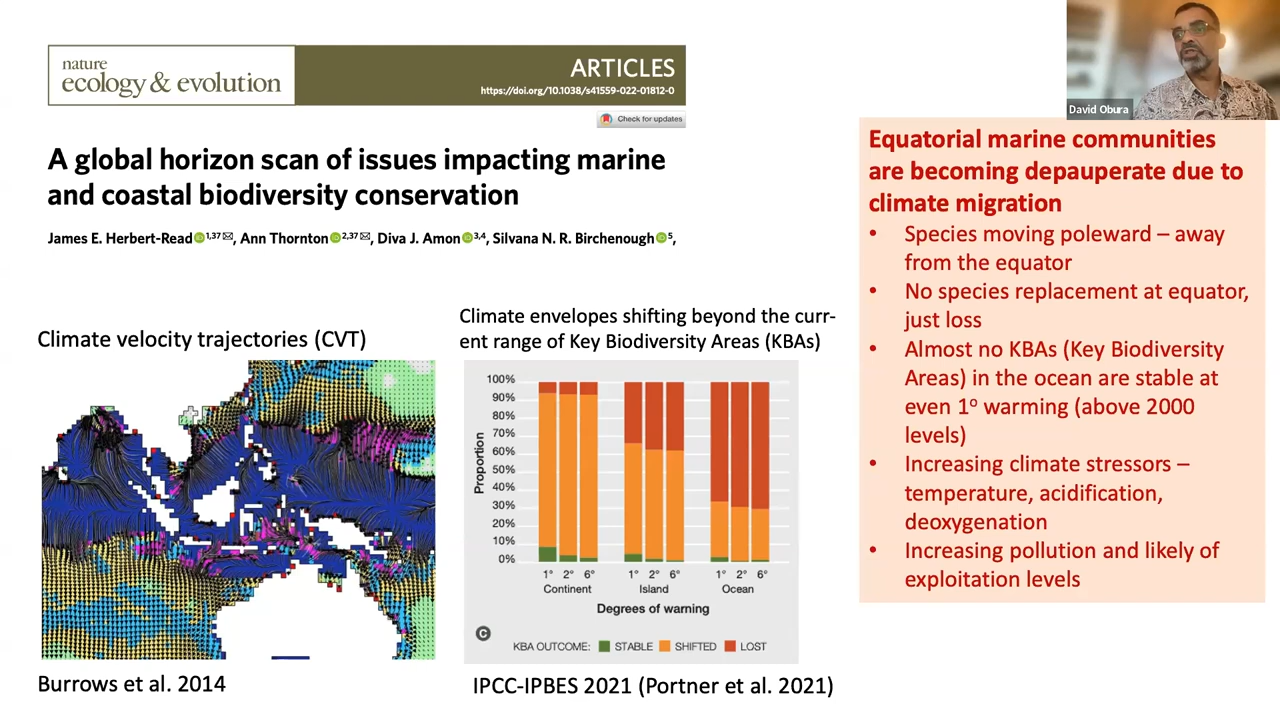 nature
ecology & evolution
ARTICLES
https://doi.org/10.1038/s41559-022-01812-0
Check for updates
A global horizon scan of issues impacting marine
and coastal biodiversity conservation
James E. Herbert-Read 1,37, Ann Thornton 2,37, Diva J. Amon 3,4, Silvana N. R. Birchenough 5,
Climate velocity trajectories (CVT)
Burrows et al. 2014
Climate envelopes shifting beyond the curr-
ent range of Key Biodiversity Areas (KBAs)
Proportion
100%
90%
80%
70%
60%
50%
40%
30%
20%
10%
0%
1° 2° 6° 1° 2° 6° 1° 2° 6°
Continent Island Ocean
Degrees of warning
C
KBA OUTCOME: STABLE SHIFTED LOST
IPCC-IPBES 2021 (Portner et al. 2021)
David Obura
Equatorial marine communities
are becoming depauperate due to
climate migration
• Species moving poleward – away
from the equator
• No species replacement at equator,
just loss
• Almost no KBAs (Key Biodiversity
Areas) in the ocean are stable at
even 1° warming (above 2000
levels)
• Increasing climate stressors –
temperature, acidification,
deoxygenation
• Increasing pollution and likely of
exploitation levels